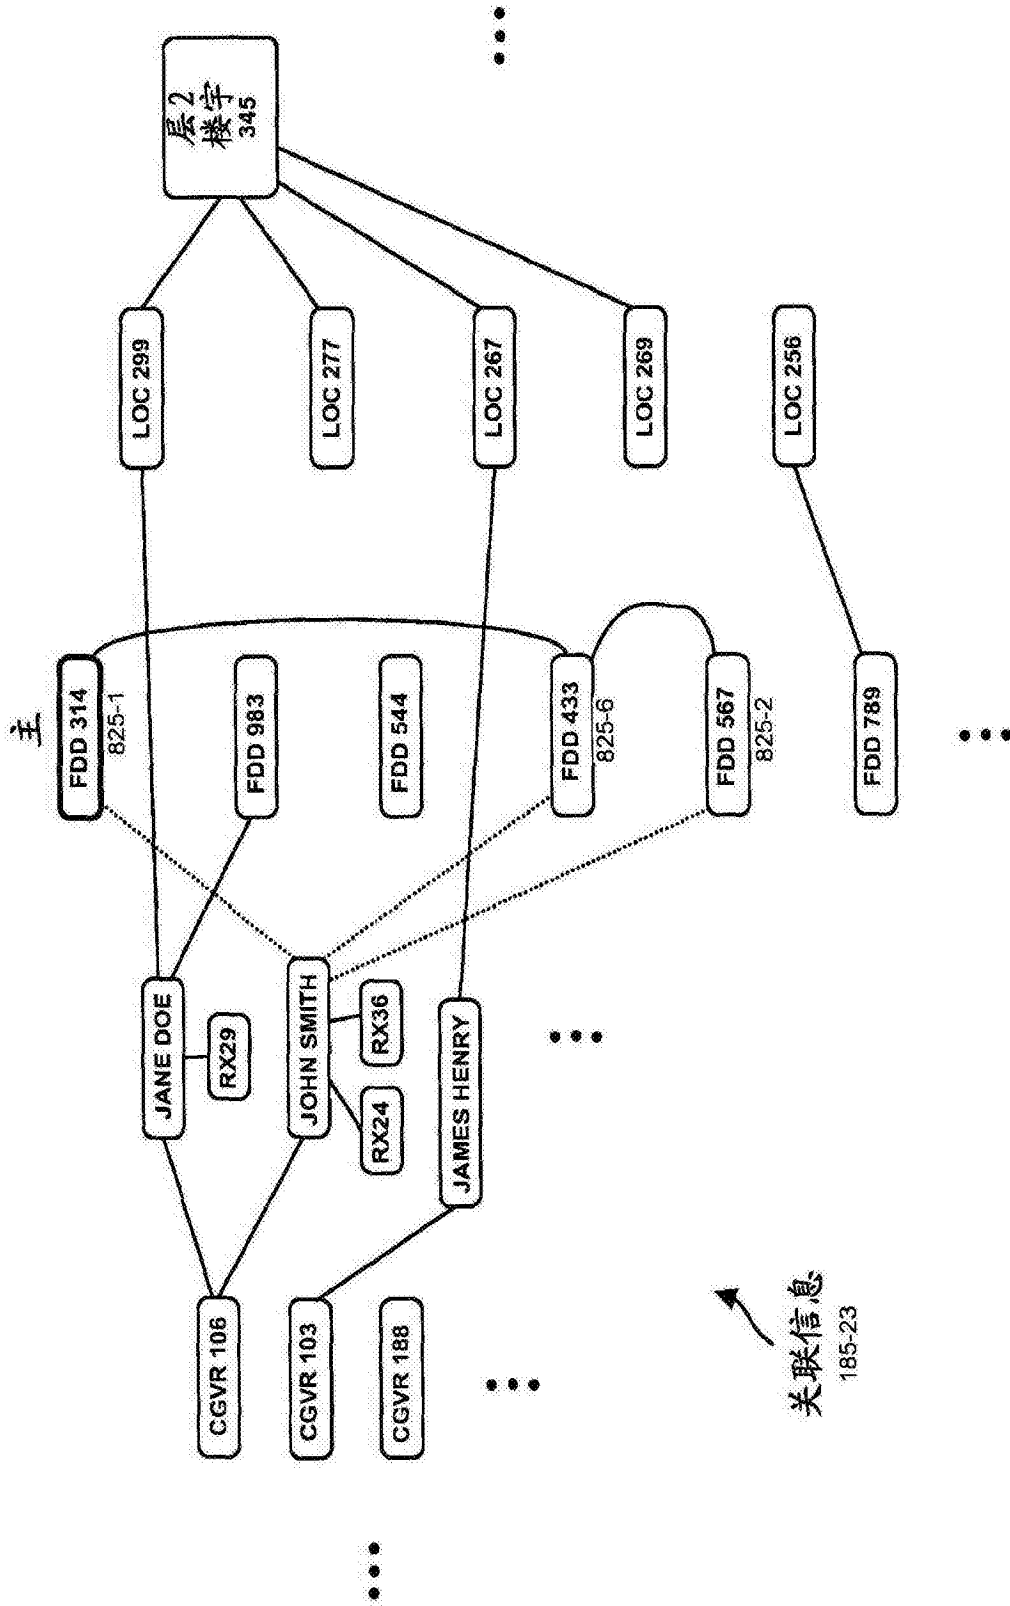 CGVR 106
CGVR 103
CGVR 188
JANE DOE
RX29
JOHN SMITH
RX24
RX36
JAMES HENRY
主
FDD 314
825-1
FDD 983
FDD 544
FDD 433
825-6
FDD 567
825-2
FDD 789
LOC 299
LOC 277
LOC 267
LOC 269
LOC 256
层 2
楼宇
345
关联信息
185-23